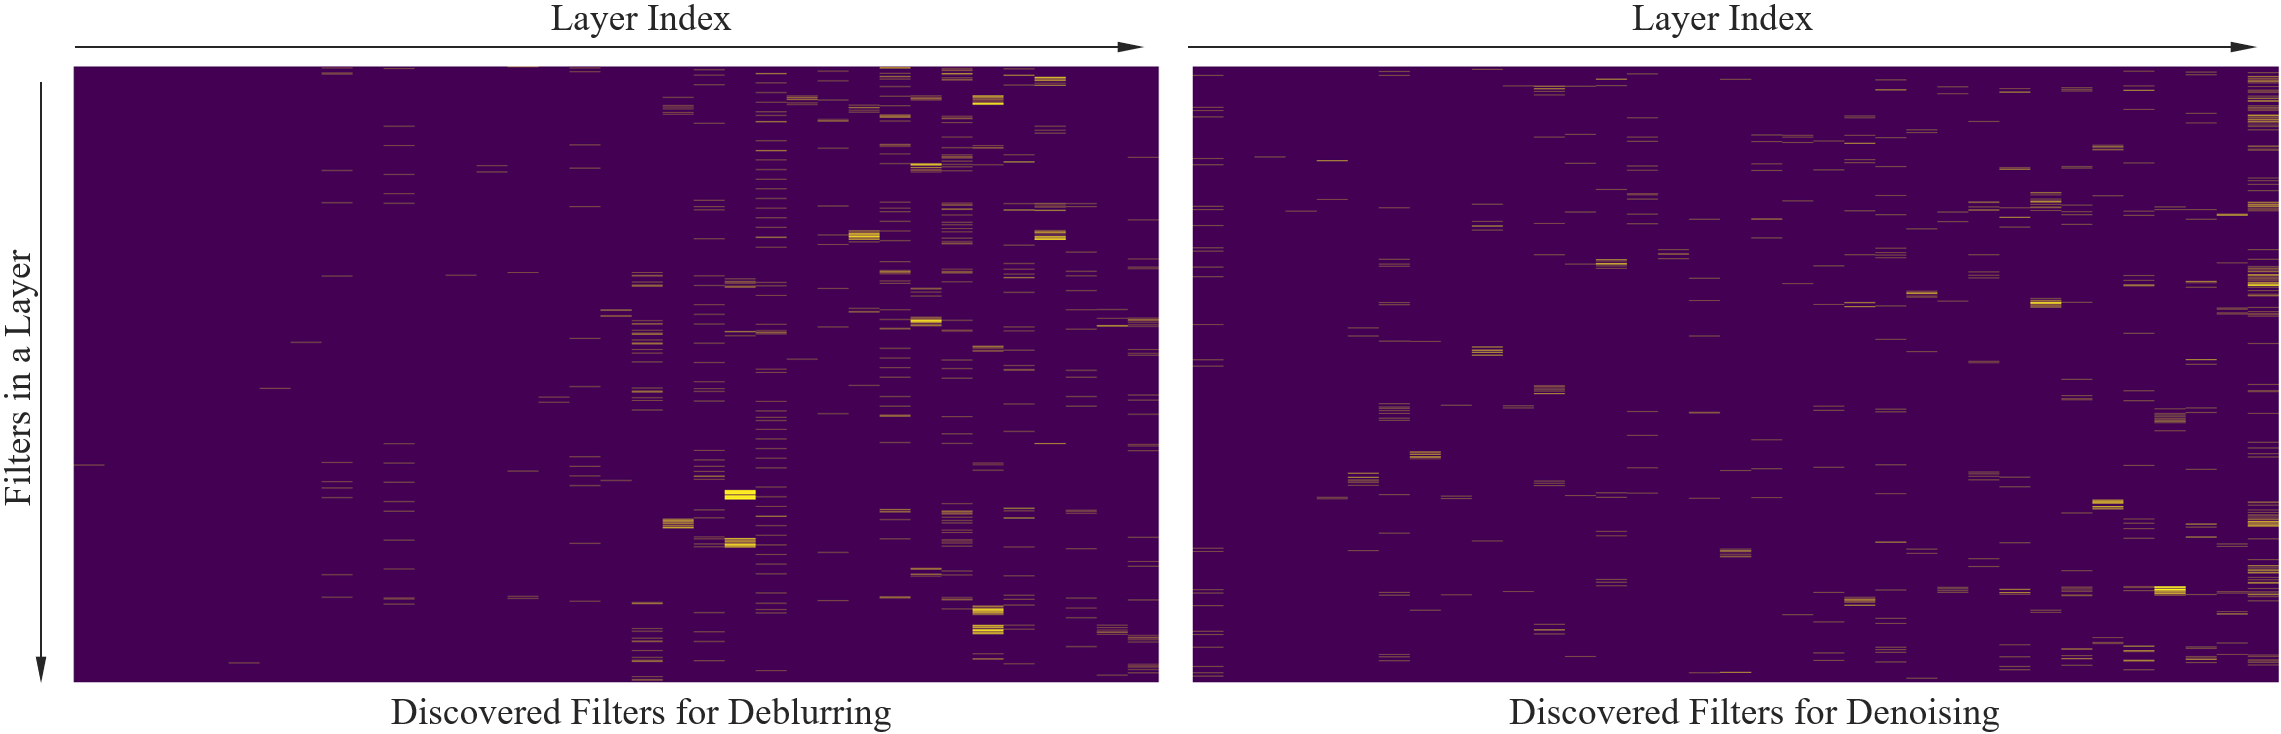 Layer Index
Layer Index
Filters in a Layer
Discovered Filters for Deblurring
Discovered Filters for Denoising